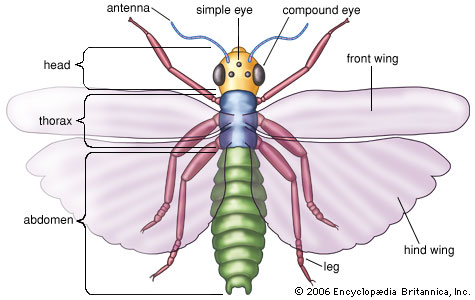 antenna
simple eye
compound eye
head
front wing
thorax
abdomen
hind wing
leg
© 2006 Encyclopædia Britannica, Inc.